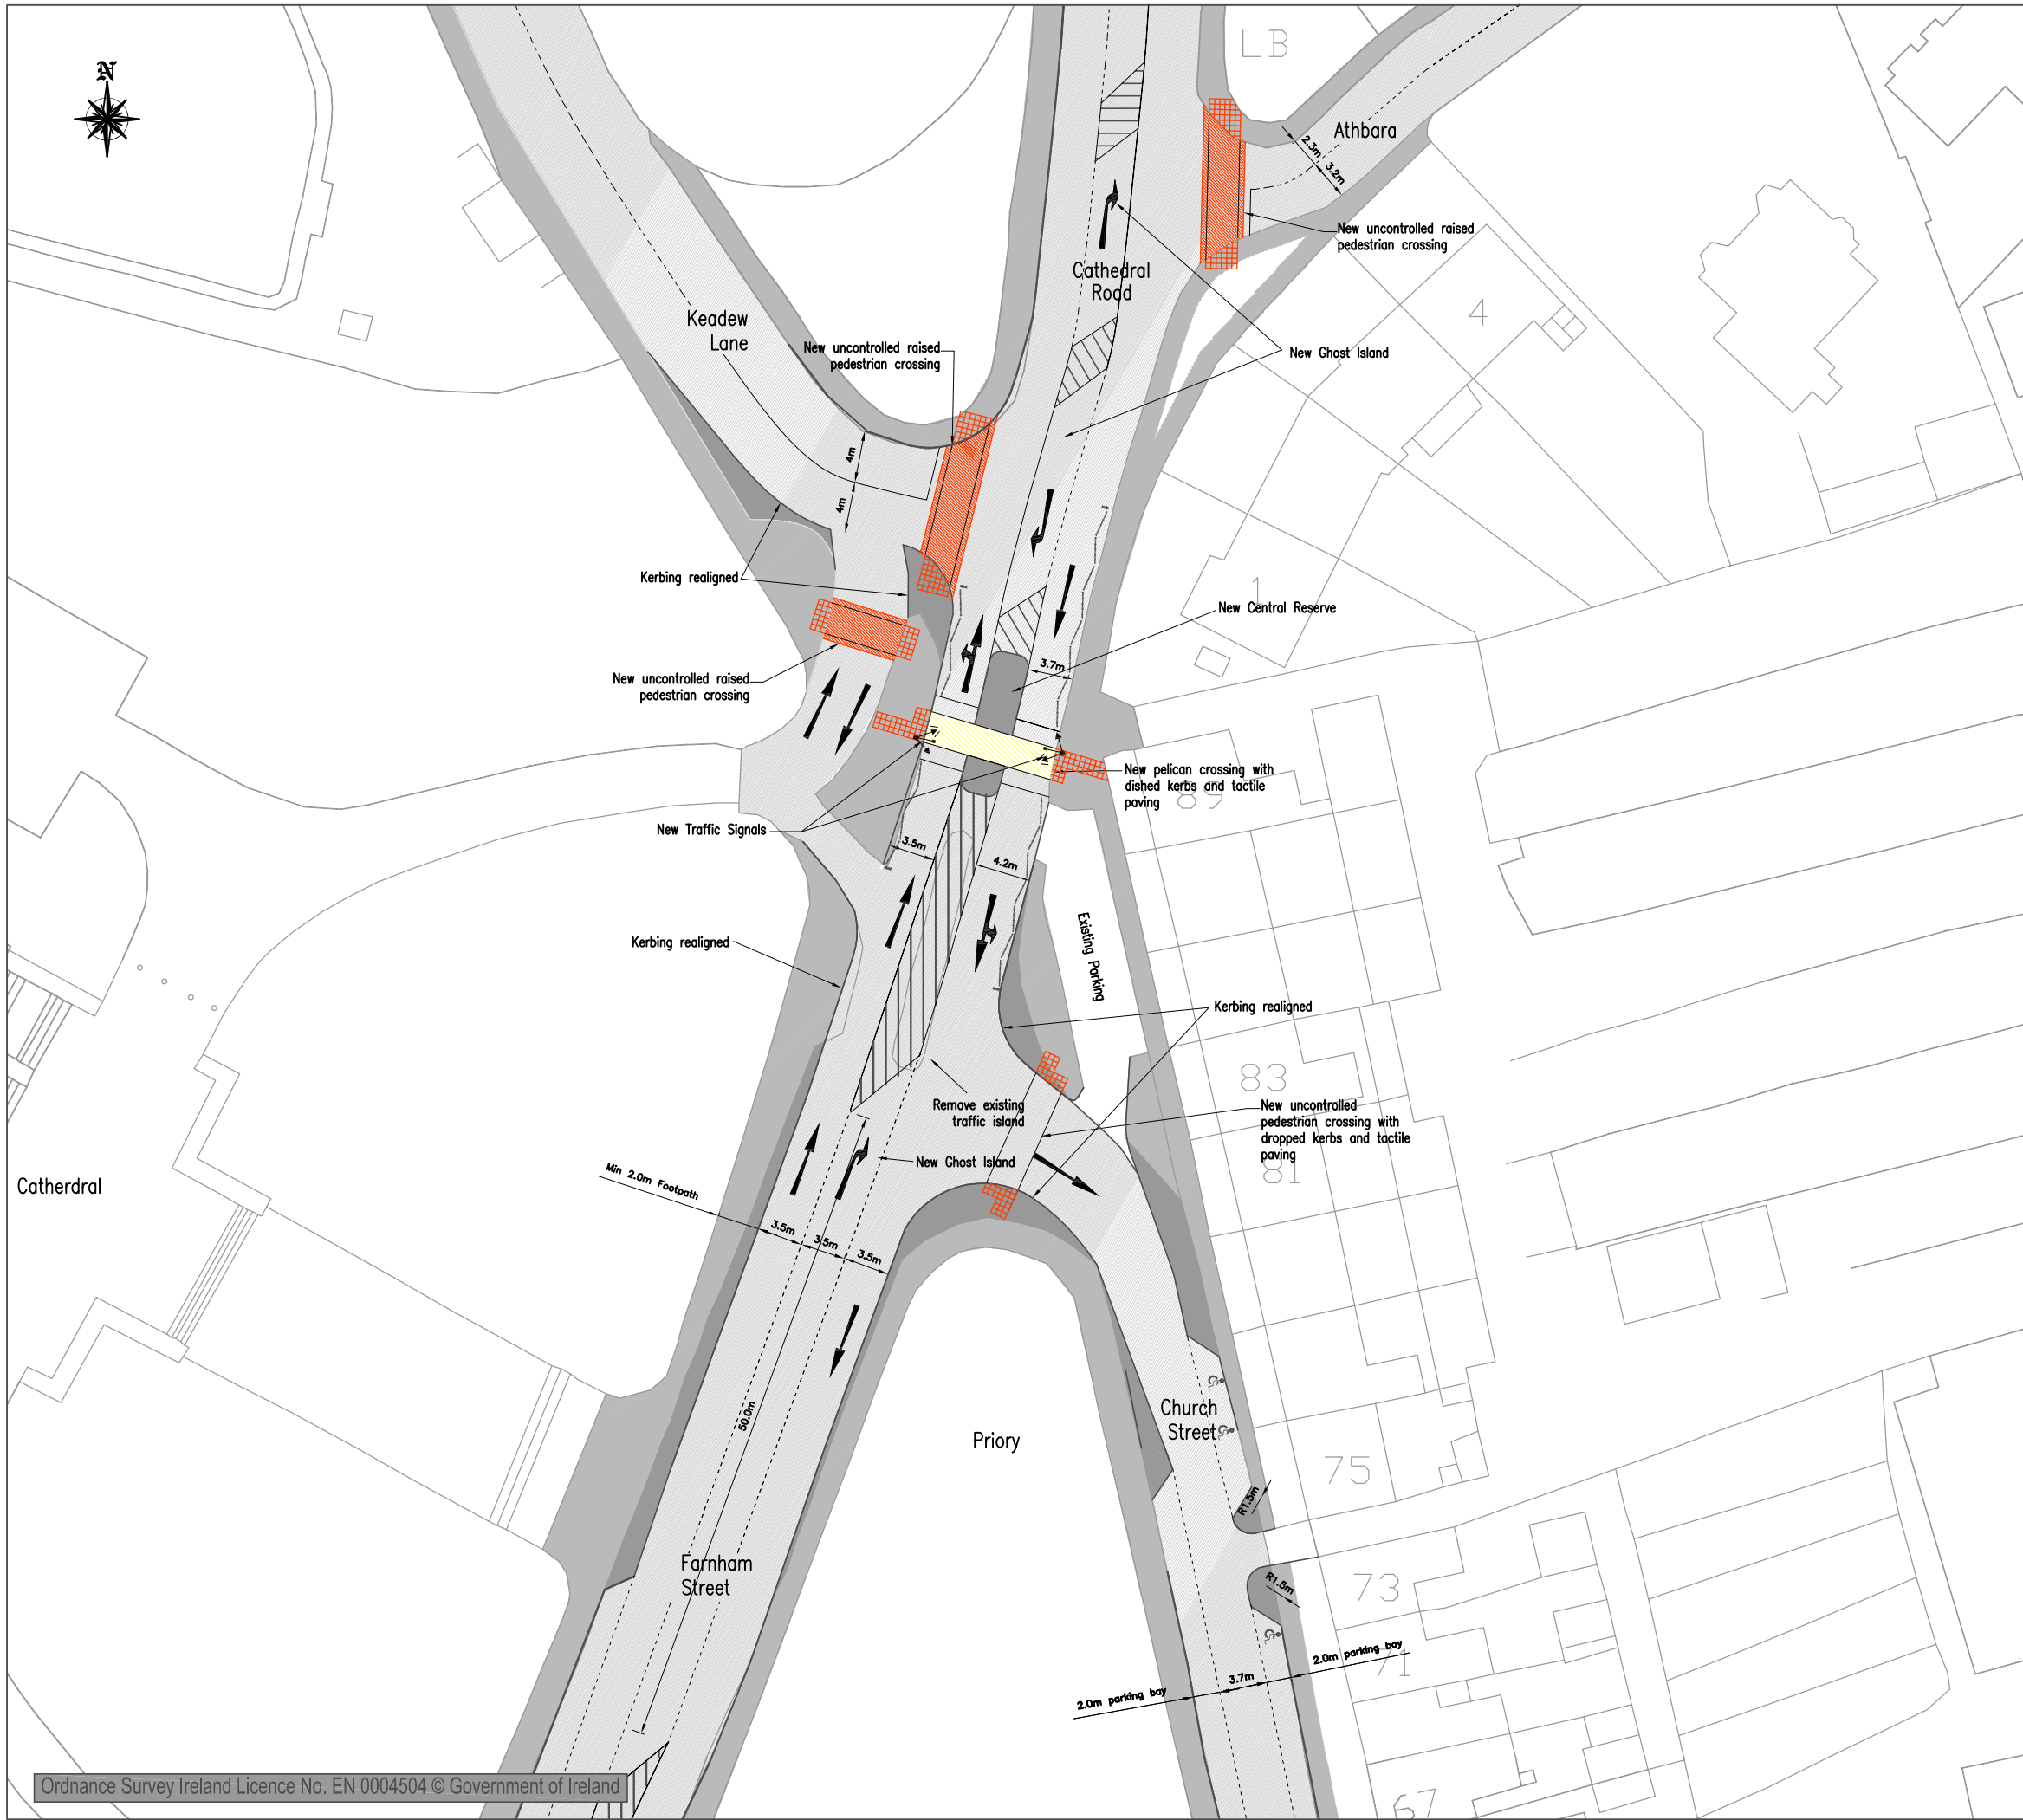 N
LB
Athbara
2.3m
3.2m
New uncontrolled raised
pedestrian crossing
Cathedral
Road
4
Keadew
Lane
New uncontrolled raised
pedestrian crossing
New Ghost Island
4m
4m
Kerbing realigned
1
New Central Reserve
3.7m
New uncontrolled raised
pedestrian crossing
New pelican crossing with
dished kerbs and tactile
paving
89
New Traffic Signals
3.5m
4.2m
Existing Parking
Kerbing realigned
Kerbing realigned
83
Remove existing
traffic island
New uncontrolled
pedestrian crossing with
dropped kerbs and tactile
paving
81
New Ghost Island
Min 2.0m Footpath
Catherdral
3.5m
3.5m
3.5m
50.0m
Church
Street
Priory
75
R1.5m
Farnham
Street
73
R1.5m
71
2.0m parking bay
3.7m
2.0m parking bay
Ordnance Survey Ireland Licence No. EN 0004504 © Government of Ireland
67